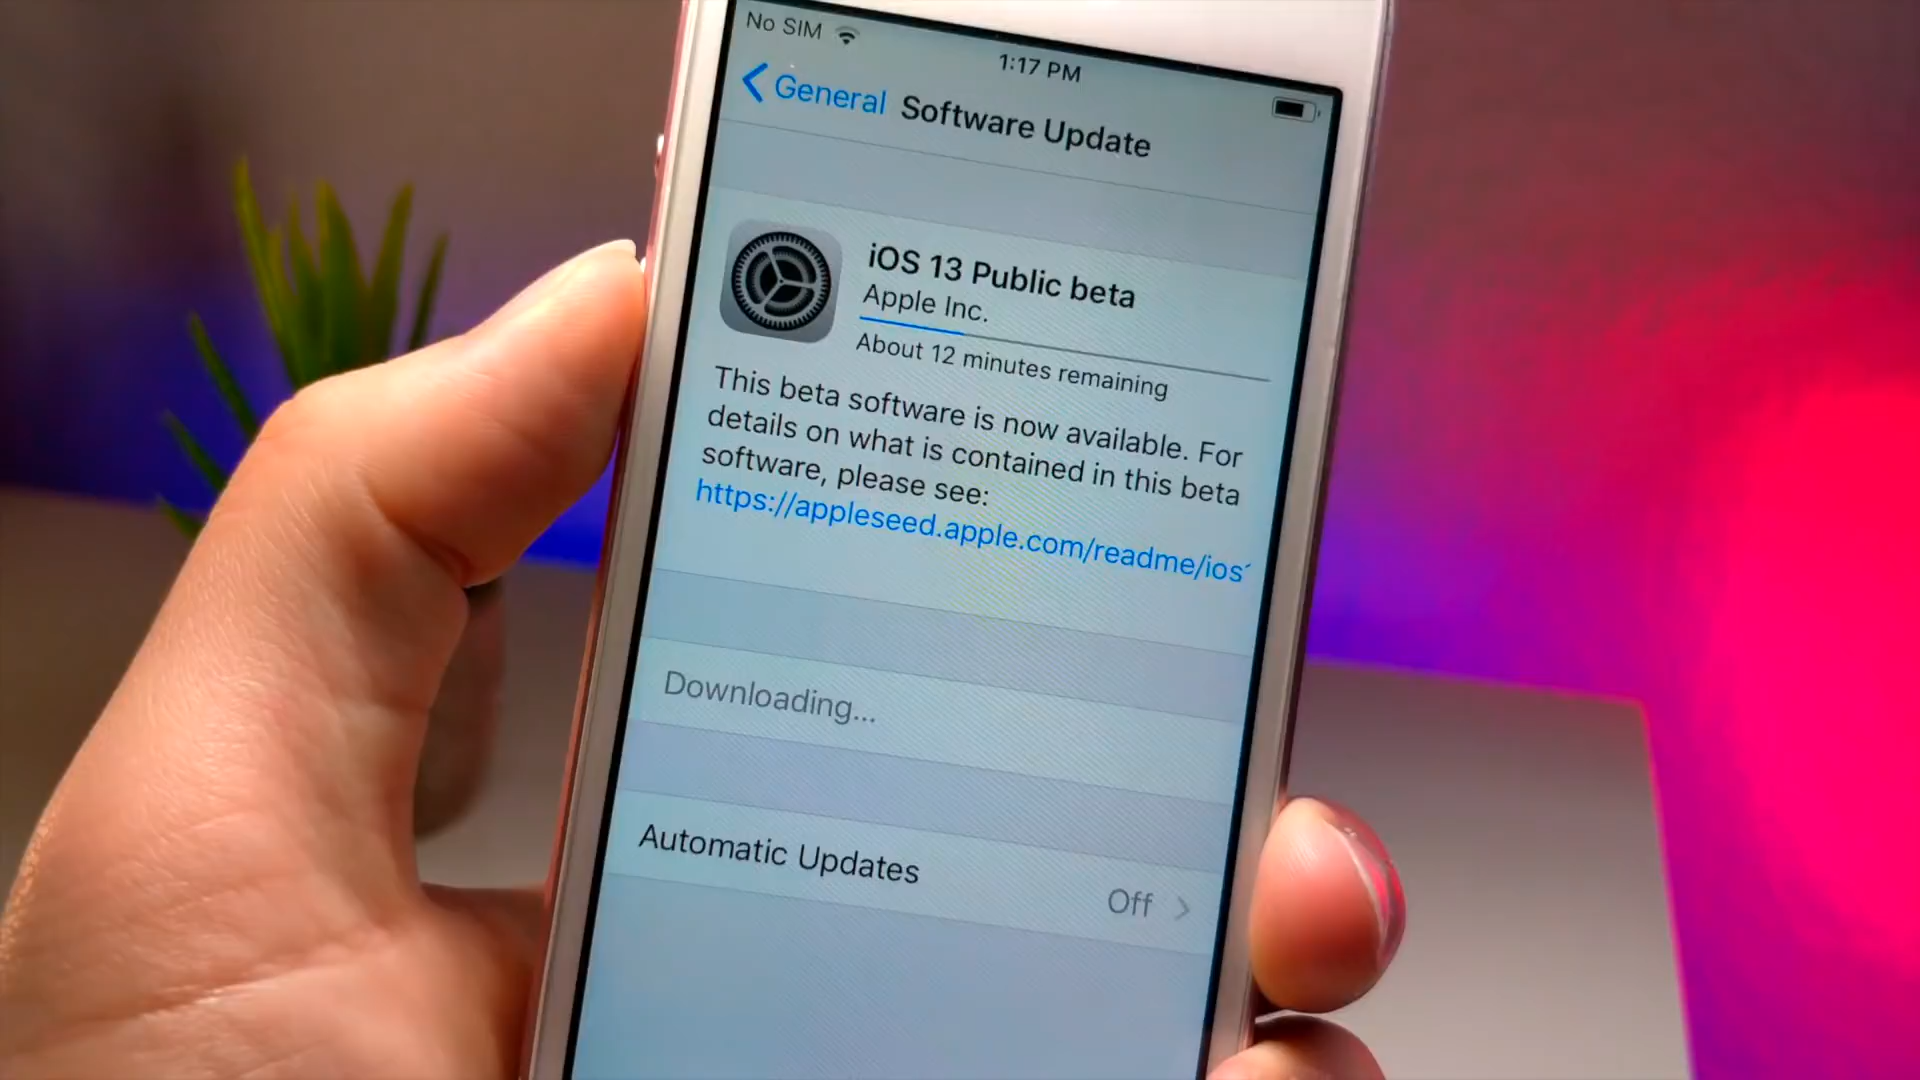 No SIM
1:17 PM
General Software Update
iOS 13 Public beta
Apple Inc.
About 12 minutes remaining
This beta software is now available. For
details on what is contained in this beta
software, please see:
https://appleseed.apple.com/readme/ios
Downloading...
Automatic Updates
Off